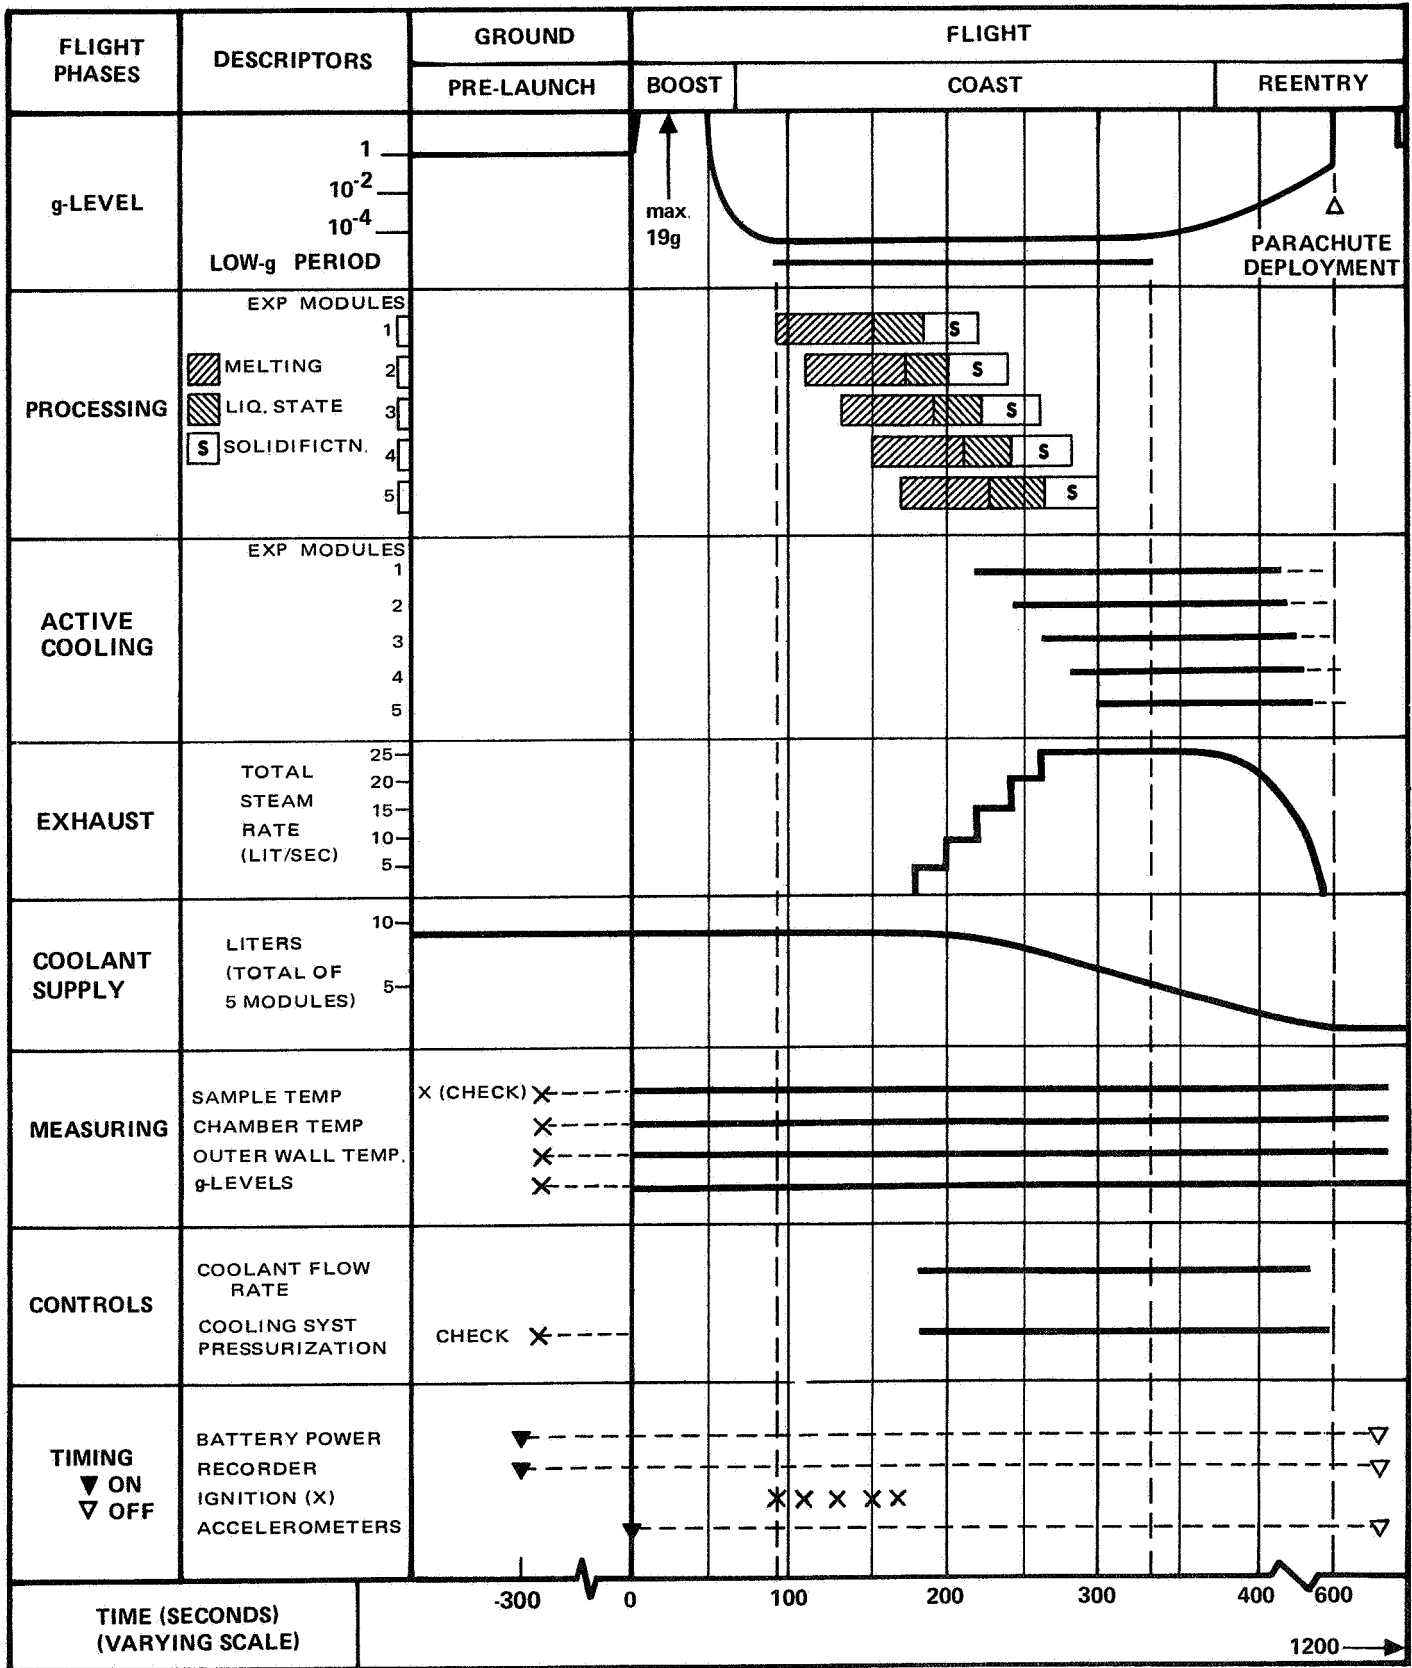 FLIGHT PHASES
DESCRIPTORS
GROUND
FLIGHT
PRE-LAUNCH
BOOST
COAST
REENTRY
g-LEVEL
1
10-2
10-4
LOW-g PERIOD
max.
19g
PARACHUTE
DEPLOYMENT
PROCESSING
EXP MODULES
1
2
3
4
5
MELTING
LIQ. STATE
S SOLIDIFICTN.
S
S
S
S
S
ACTIVE
COOLING
EXP MODULES
1
2
3
4
5
EXHAUST
TOTAL
STEAM
RATE
(LIT/SEC)
25
20
15
10
5
COOLANT
SUPPLY
LITERS
(TOTAL OF
5 MODULES)
10
5
MEASURING
SAMPLE TEMP
CHAMBER TEMP
OUTER WALL TEMP.
g-LEVELS
X (CHECK) X
X
X
X
CONTROLS
COOLANT FLOW
RATE
COOLING SYST
PRESSURIZATION
CHECK X
TIMING
▼ ON
▽ OFF
BATTERY POWER
RECORDER
IGNITION (X)
X X X X X
ACCELEROMETERS
TIME (SECONDS)
(VARYING SCALE)
-300 0 100 200 300 400 600
1200